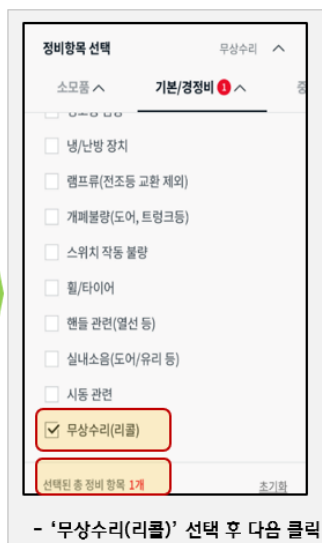 정비항목 선택 무상수리
소모품 기본/경정비 1 중
냉/난방 장치
램프류(전조등 교환 제외)
개폐불량(도어, 트렁크등)
스위치 작동 불량
휠/타이어
핸들 관련(열선 등)
실내소음(도어/유리 등)
시동 관련
무상수리(리콜)
선택된 총 정비 항목 1개 초기화
- ‘무상수리(리콜)’ 선택 후 다음 클릭